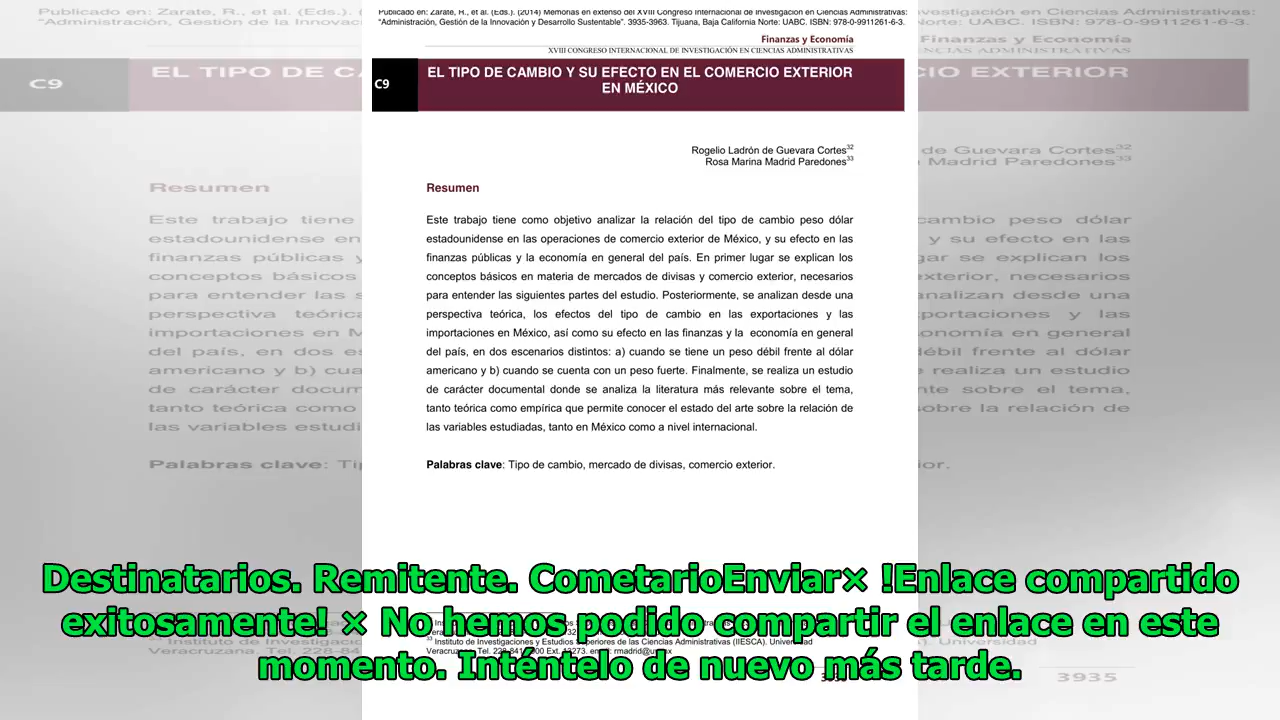 Publicado en: Zarate, R., et al. (Eds.). (2014) Memorias en extenso del XVIII Congreso Internacional de Investigación en Ciencias Administrativas:
"Administración, Gestión de la Innovación y Desarrollo Sustentable". 3935-3963. Tijuana, Baja California Norte: UABC. ISBN: 978-0-9911261-6-3.
Finanzas y Economía
XVIII CONGRESO INTERNACIONAL DE INVESTIGACIÓN EN CIENCIAS ADMINISTRATIVAS
C9
EL TIPO DE CAMBIO Y SU EFECTO EN EL COMERCIO EXTERIOR
EN MÉXICO
Rogelio Ladrón de Guevara Cortes32
Rosa Marina Madrid Paredones33
Resumen
Este trabajo tiene como objetivo analizar la relación del tipo de cambio peso dólar
estadounidense en las operaciones de comercio exterior de México, y su efecto en las
finanzas públicas y la economía en general del país. En primer lugar se explican los
conceptos básicos en materia de mercados de divisas y comercio exterior, necesarios
para entender las siguientes partes del estudio. Posteriormente, se analizan desde una
perspectiva teórica, los efectos del tipo de cambio en las exportaciones y las
importaciones en México, así como su efecto en las finanzas y la economía en general
del país, en dos escenarios distintos: a) cuando se tiene un peso débil frente al dólar
americano y b) cuando se cuenta con un peso fuerte. Finalmente, se realiza un estudio
de carácter documental donde se analiza la literatura más relevante sobre el tema,
tanto teórica como empírica que permite conocer el estado del arte sobre la relación de
las variables estudiadas, tanto en México como a nivel internacional.
Palabras clave: Tipo de cambio, mercado de divisas, comercio exterior.
Destinatarios. Remitente. CometarioEnviar× !Enlace compartido
exitosamente! × No hemos podido compartir el enlace en este
momento. Inténtelo de nuevo más tarde.
33 Instituto de Investigaciones y Estudios Superiores de las Ciencias Administrativas (IIESCA). Universidad
3935